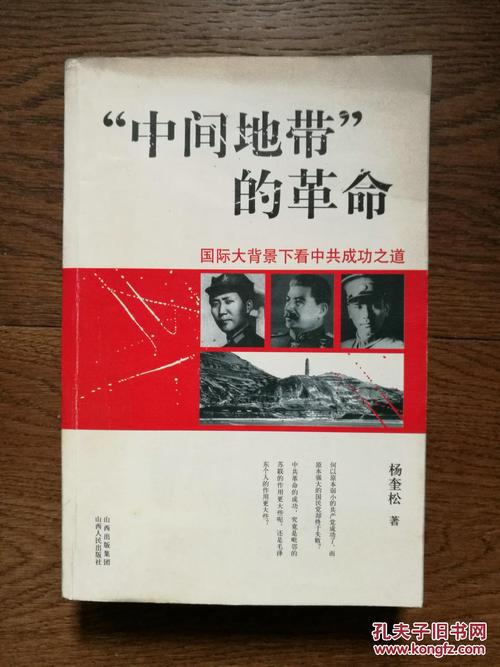 “中间地带”
的革命
国际大背景下看中共成功之道
杨奎松 著
何以原本弱小的共产党成功了，而
原本强大的国民党却终于失败？
中共革命的成功，究竟是毗邻的
苏联的作用更大些呢，还是毛泽
东个人的作用更大些？
山西出版集团
山西人民出版社
孔夫子旧书网
www.kongfz.com